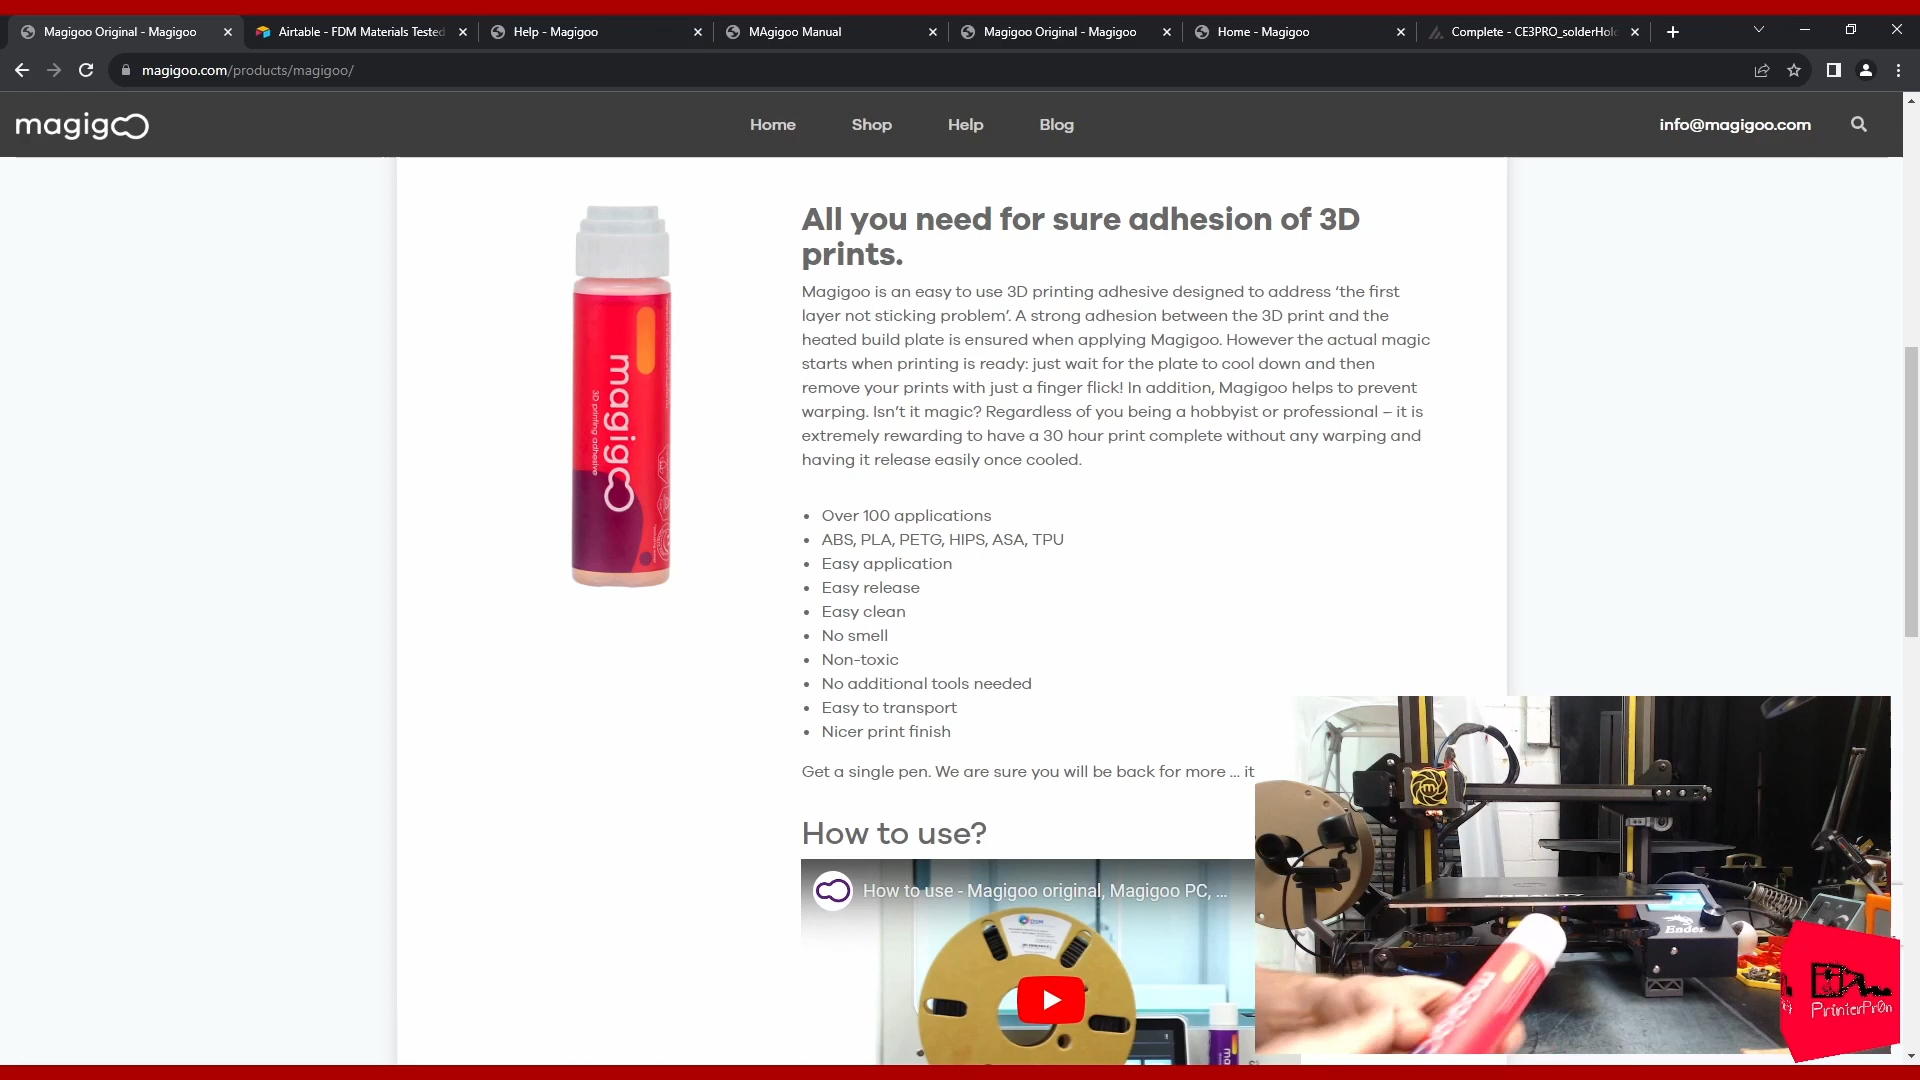 Magigoo Original - Magigoo
Airtable - FDM Materials Tested
Help - Magigoo
MAgigoo Manual
Magigoo Original - Magigoo
Home - Magigoo
Complete - CE3PRO_solderHol
magigoo.com/products/magigoo/
magigoo
Home
Shop
Help
Blog
info@magigoo.com
magigoo
3D printing adhesive
All you need for sure adhesion of 3D
prints.
Magigoo is an easy to use 3D printing adhesive designed to address ‘the first
layer not sticking problem’. A strong adhesion between the 3D print and the
heated build plate is ensured when applying Magigoo. However the actual magic
starts when printing is ready: just wait for the plate to cool down and then
remove your prints with just a finger flick! In addition, Magigoo helps to prevent
warping. Isn’t it magic? Regardless of you being a hobbyist or professional – it is
extremely rewarding to have a 30 hour print complete without any warping and
having it release easily once cooled.
• Over 100 applications
• ABS, PLA, PETG, HIPS, ASA, TPU
• Easy application
• Easy release
• Easy clean
• No smell
• Non-toxic
• No additional tools needed
• Easy to transport
• Nicer print finish
Get a single pen. We are sure you will be back for more … it
How to use?
How to use - Magigoo original, Magigoo PC, ...
Ender
PrinterPr0n